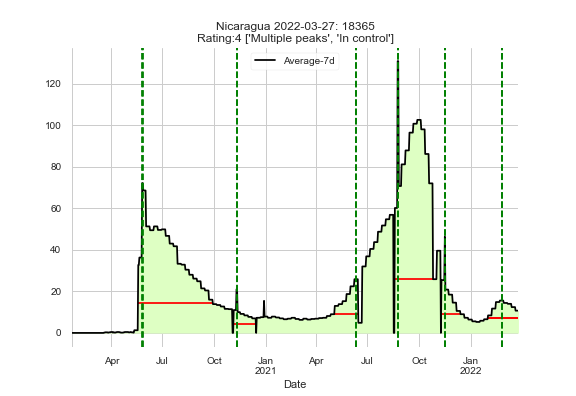 Nicaragua 2022-03-27: 18365
Rating:4 ['Multiple peaks', 'In control']
Average-7d
120
100
80
60
40
20
0
Apr Jul Oct Jan Apr Jul Oct Jan
2021 2022
Date